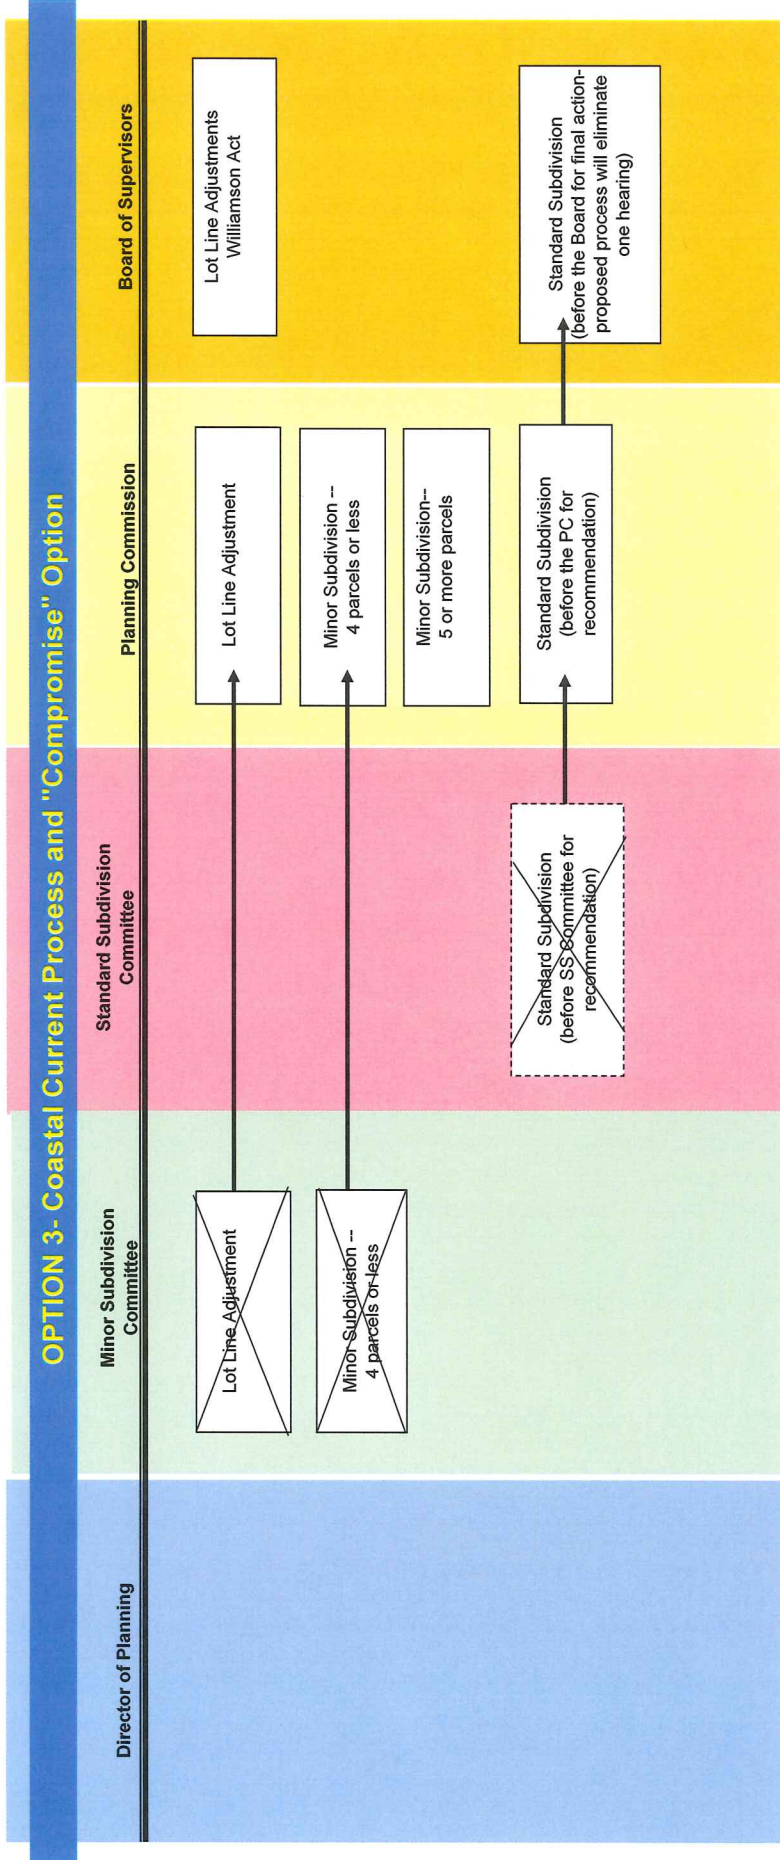 OPTION 3- Coastal Current Process and "Compromise" Option
Director of Planning
Minor Subdivision
Committee
Standard Subdivision
Committee
Planning Commission
Board of Supervisors
Lot Line Adjustment
Lot Line Adjustment
Lot Line Adjustments
Williamson Act
Minor Subdivision --
4 parcels or less
Minor Subdivision --
4 parcels or less
Minor Subdivision--
5 or more parcels
Standard Subdivision
(before SS Committee for
recommendation)
Standard Subdivision
(before the PC for
recommendation)
Standard Subdivision
(before the Board for final action-
proposed process will eliminate
one hearing)